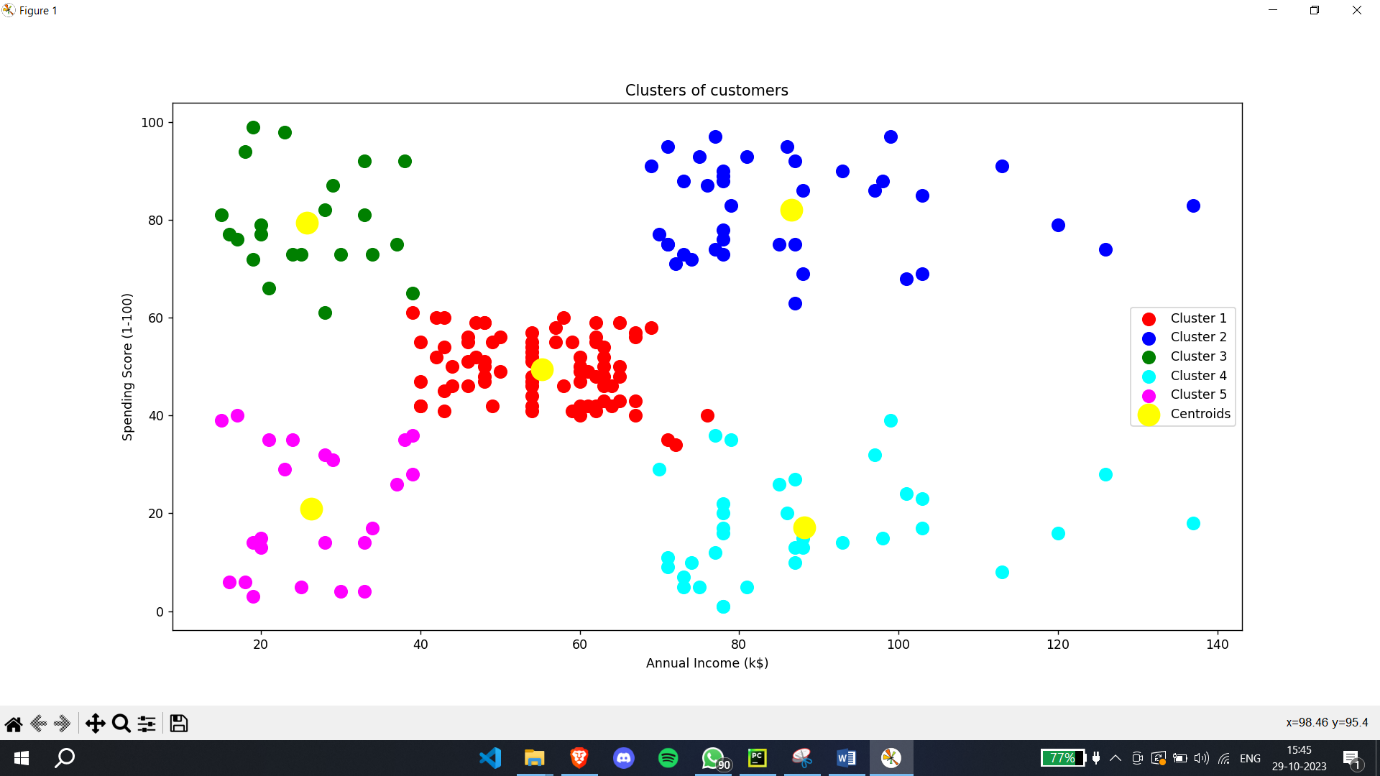 Figure 1
Clusters of customers
100
80
60
40
20
0
Spending Score (1-100)
Cluster 1
Cluster 2
Cluster 3
Cluster 4
Cluster 5
Centroids
20 40 60 80 100 120 140
Annual Income (k$)
x=98.46 y=95.4
90
PC
W
77%
ENG
15:45
29-10-2023
1